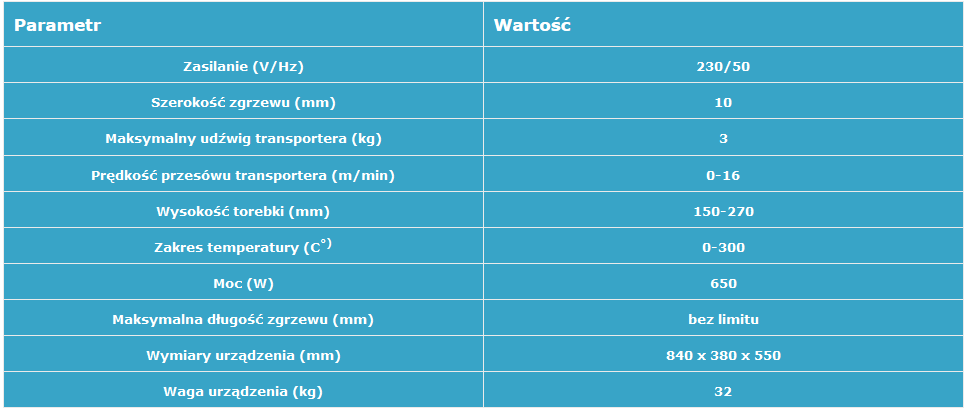 Parametr Wartość
Zasilanie (V/Hz) 230/50
Szerokość zgrzewu (mm) 10
Maksymalny udźwig transportera (kg) 3
Prędkość przesówu transportera (m/min) 0-16
Wysokość torebki (mm) 150-270
Zakres temperatury (C°) 0-300
Moc (W) 650
Maksymalna długość zgrzewu (mm) bez limitu
Wymiary urządzenia (mm) 840 x 380 x 550
Waga urządzenia (kg) 32